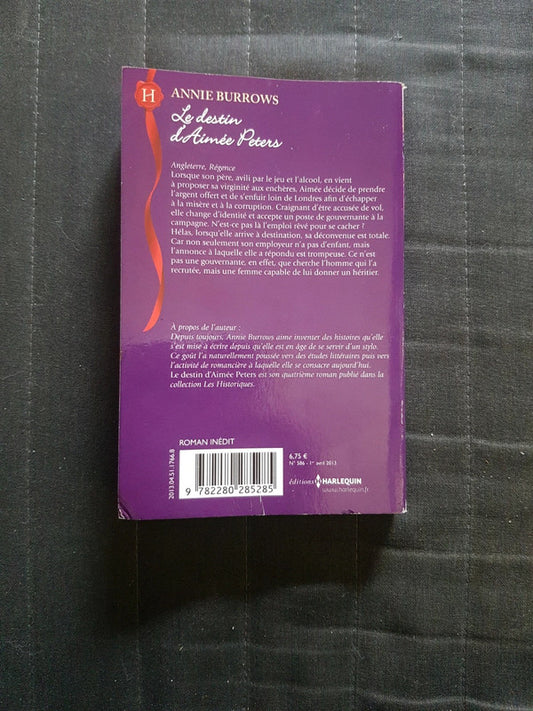 H
ANNIE BURROWS
Le destin
d'Aimée Peters
Angleterre, Régence
Lorsque son père, avili par le jeu et l'alcool, en vient
à proposer sa virginité aux enchères, Aimée décide de prendre
l'argent offert et de s'enfuir loin de Londres afin d'échapper
à la misère et à la corruption. Craignant d'être accusée de vol,
elle change d'identité et accepte un poste de gouvernante à la
campagne. N'est-ce pas là l'emploi rêvé pour se cacher ?
Hélas, lorsqu'elle arrive à destination, sa déconvenue est totale.
Car non seulement son employeur n'a pas d'enfant, mais
l'annonce à laquelle elle a répondu est trompeuse. Ce n'est
pas une gouvernante, en effet, que cherche l'homme qui l'a
recrutée, mais une femme capable de lui donner un héritier.
À propos de l'auteur :
Depuis toujours, Annie Burrows aime inventer des histoires qu'elle
s'est mise à écrire depuis qu'elle est en âge de se servir d'un stylo.
Ce goût l'a naturellement poussée vers des études littéraires puis vers
l'activité de romancière à laquelle elle se consacre aujourd'hui.
Le destin d'Aimée Peters est son quatrième roman publié dans la
collection Les Historiques.
ROMAN INÉDIT
2013.04.51.1766.8
9 782280 285285
6,75 €
N° 586 - 1er avril 2013
éditions HARLEQUIN
www.harlequin.fr